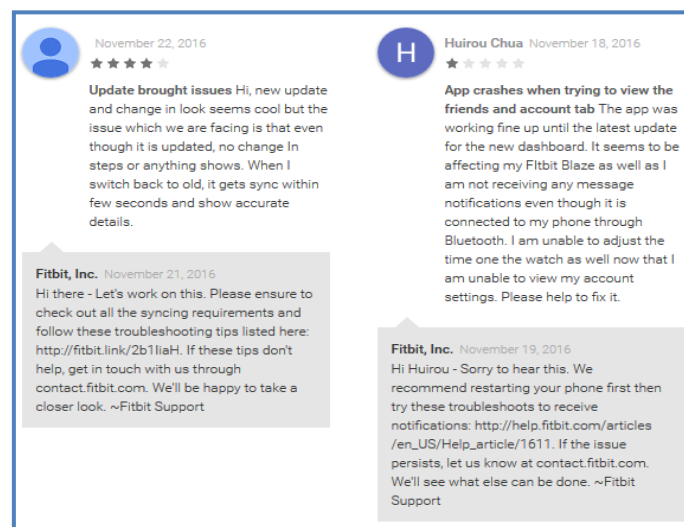 November 22, 2016
Update brought issues Hi, new update
and change in look seems cool but the
issue which we are facing is that even
though it is updated, no change In
steps or anything shows. When I
switch back to old, it gets sync within
few seconds and show accurate
details.
Fitbit, Inc. November 21, 2016
Hi there - Let's work on this. Please ensure to
check out all the syncing requirements and
follow these troubleshooting tips listed here:
http://fitbit.link/2b1IiaH. If these tips don't
help, get in touch with us through
contact.fitbit.com. We'll be happy to take a
closer look. ~Fitbit Support
H
Huirou Chua November 18, 2016
App crashes when trying to view the
friends and account tab The app was
working fine up until the latest update
for the new dashboard. It seems to be
affecting my FItbit Blaze as well as I
am not receiving any message
notifications even though it is
connected to my phone through
Bluetooth. I am unable to adjust the
time one the watch as well now that I
am unable to view my account
settings. Please help to fix it.
Fitbit, Inc. November 19, 2016
Hi Huirou - Sorry to hear this. We
recommend restarting your phone first then
try these troubleshoots to receive
notifications: http://help.fitbit.com/articles
/en_US/Help_article/1611. If the issue
persists, let us know at contact.fitbit.com.
We'll see what else can be done. ~Fitbit
Support